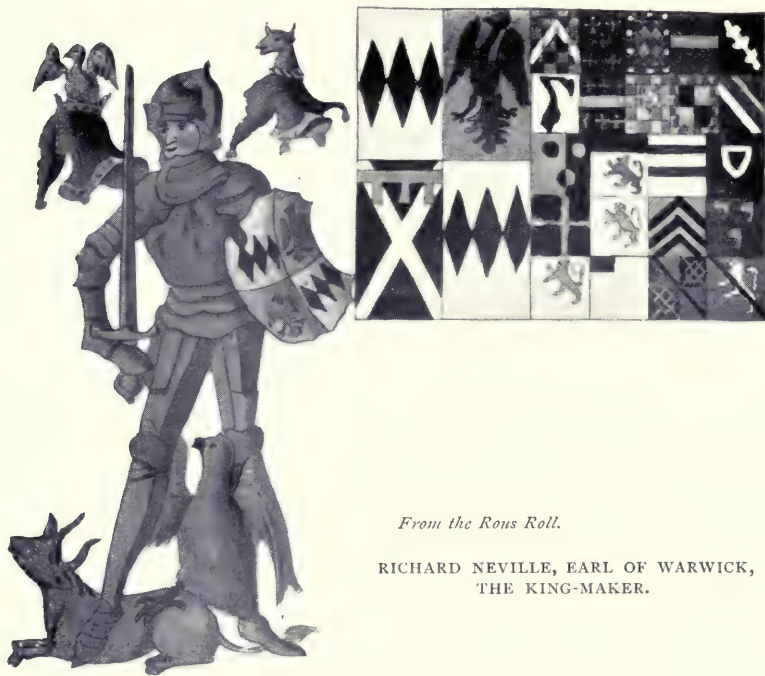 From the Rous Roll.
RICHARD NEVILLE, EARL OF WARWICK,
THE KING-MAKER.